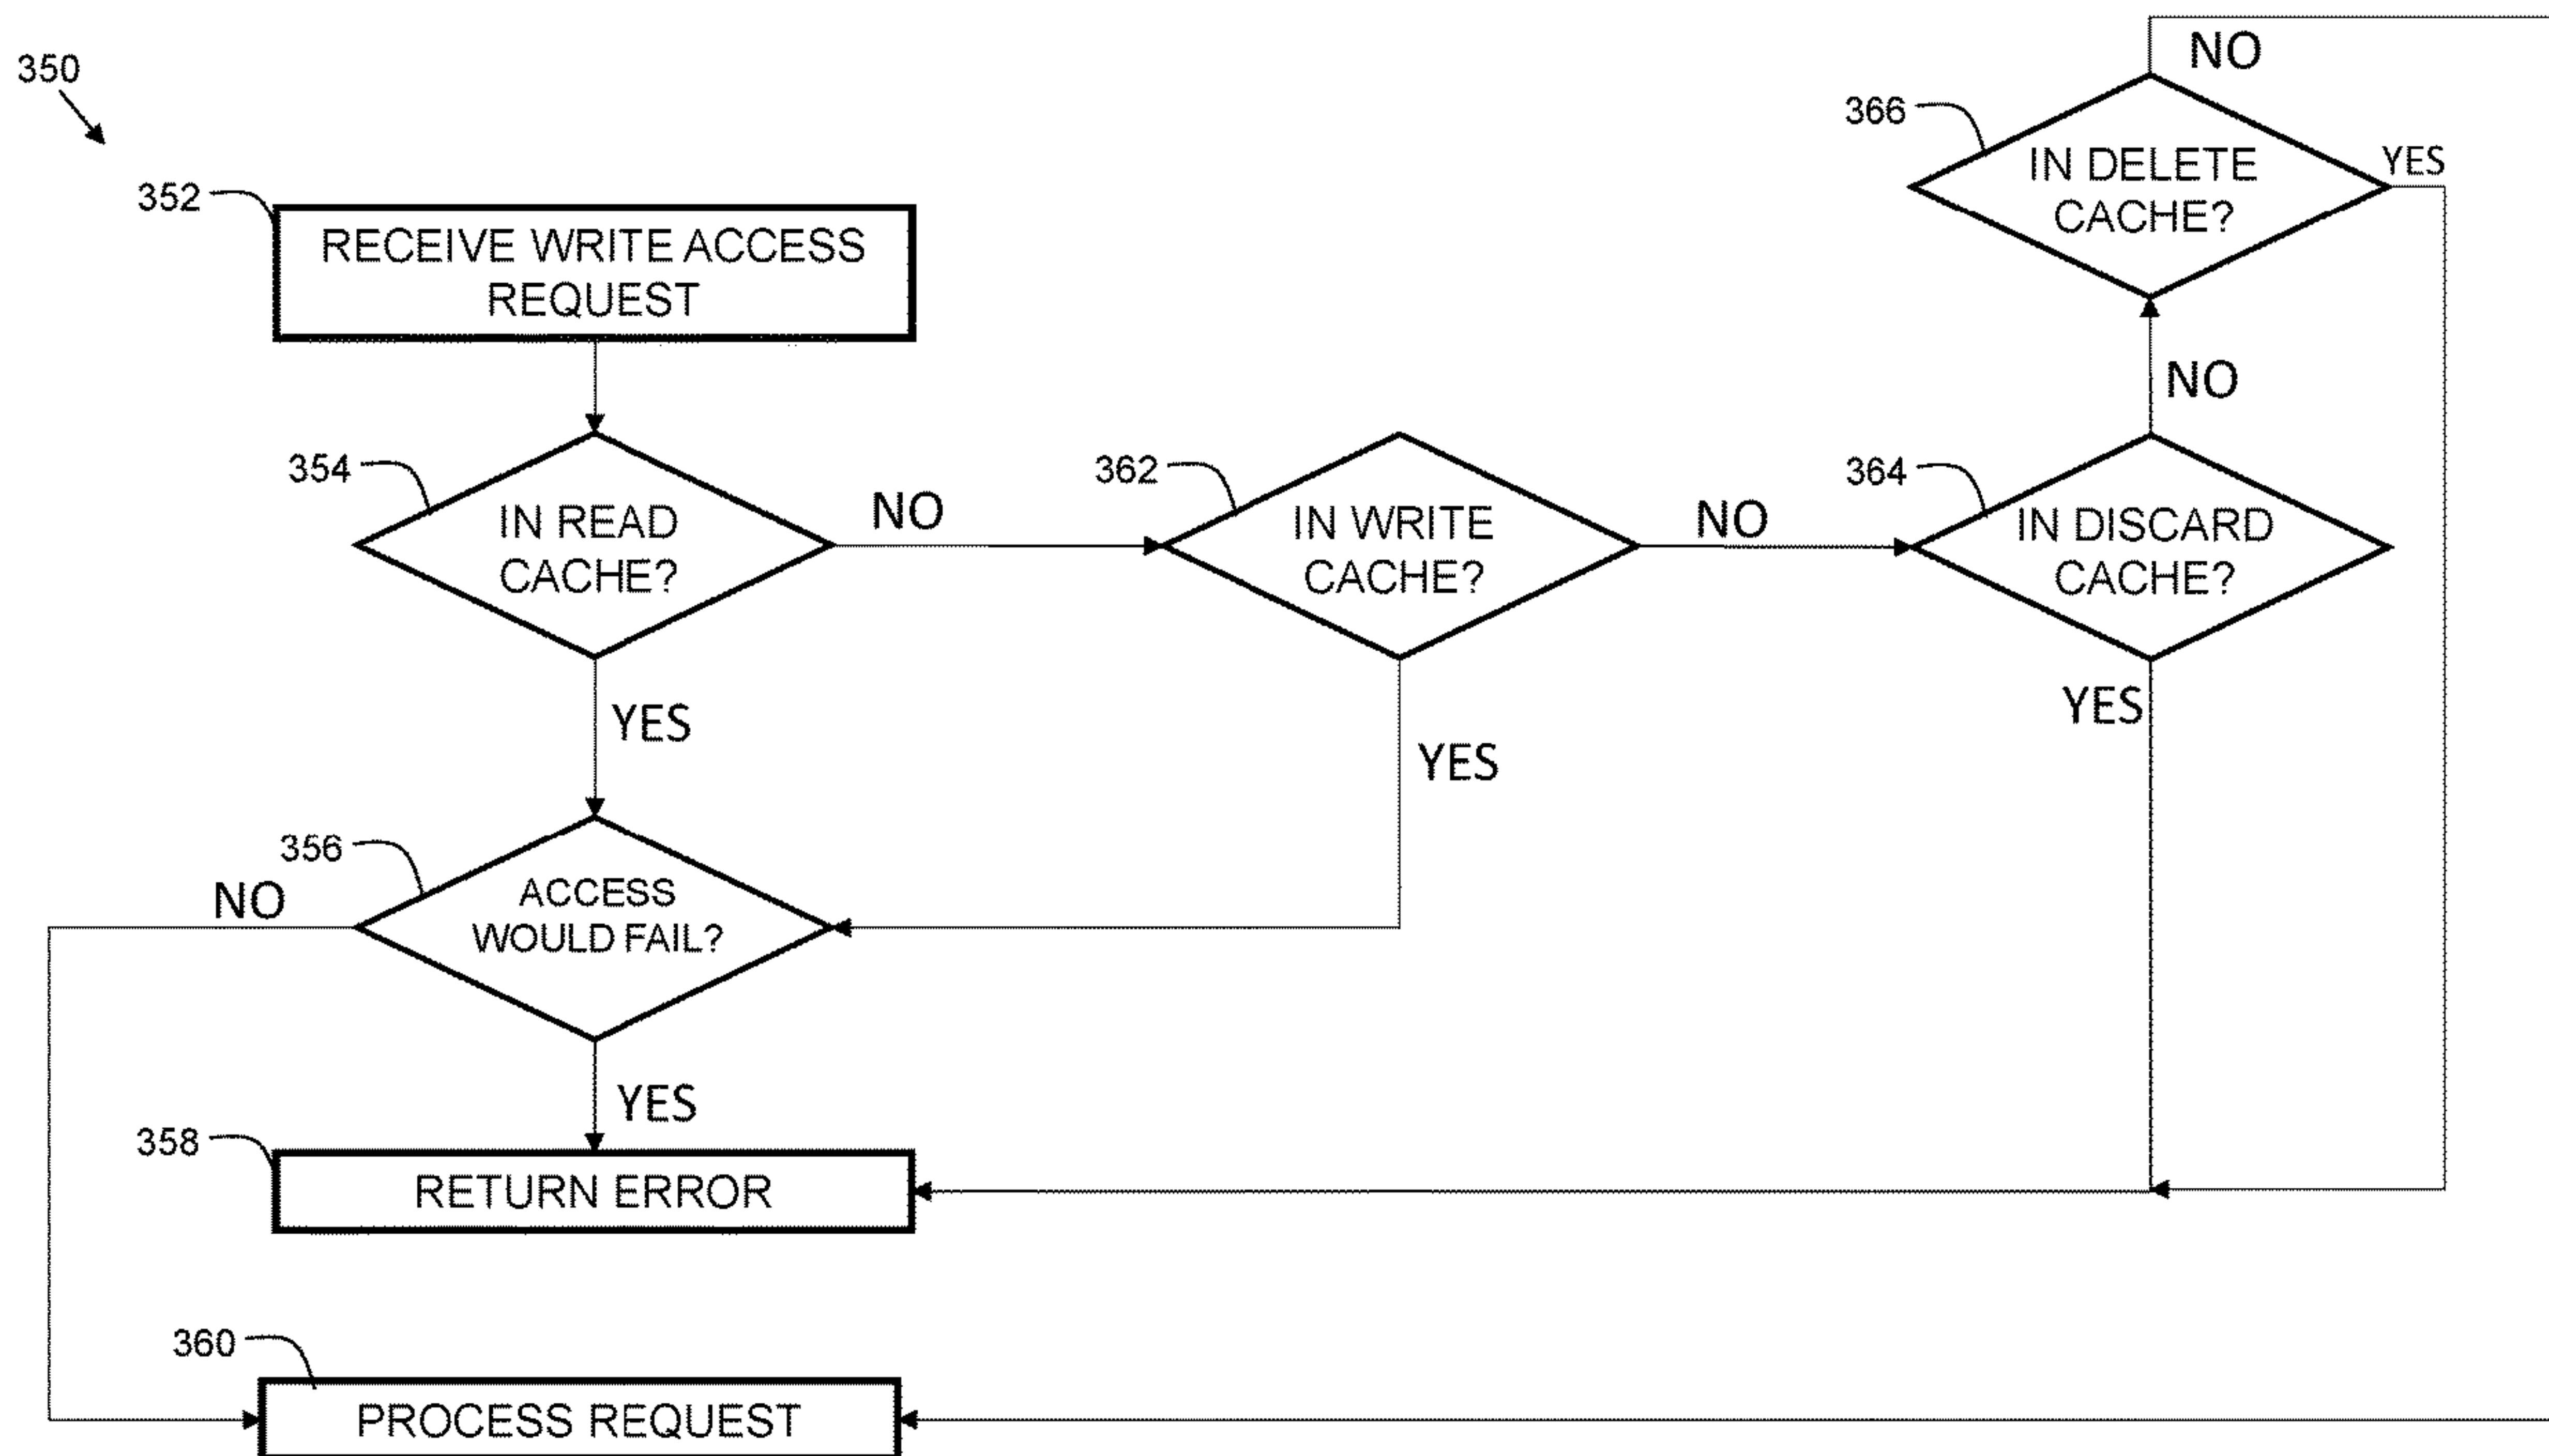 350
352
RECEIVE WRITE ACCESS
REQUEST
354
IN READ
CACHE?
NO
362
IN WRITE
CACHE?
NO
364
IN DISCARD
CACHE?
NO
366
IN DELETE
CACHE?
NO
YES
YES
YES
YES
356
ACCESS
WOULD FAIL?
NO
YES
358
RETURN ERROR
360
PROCESS REQUEST